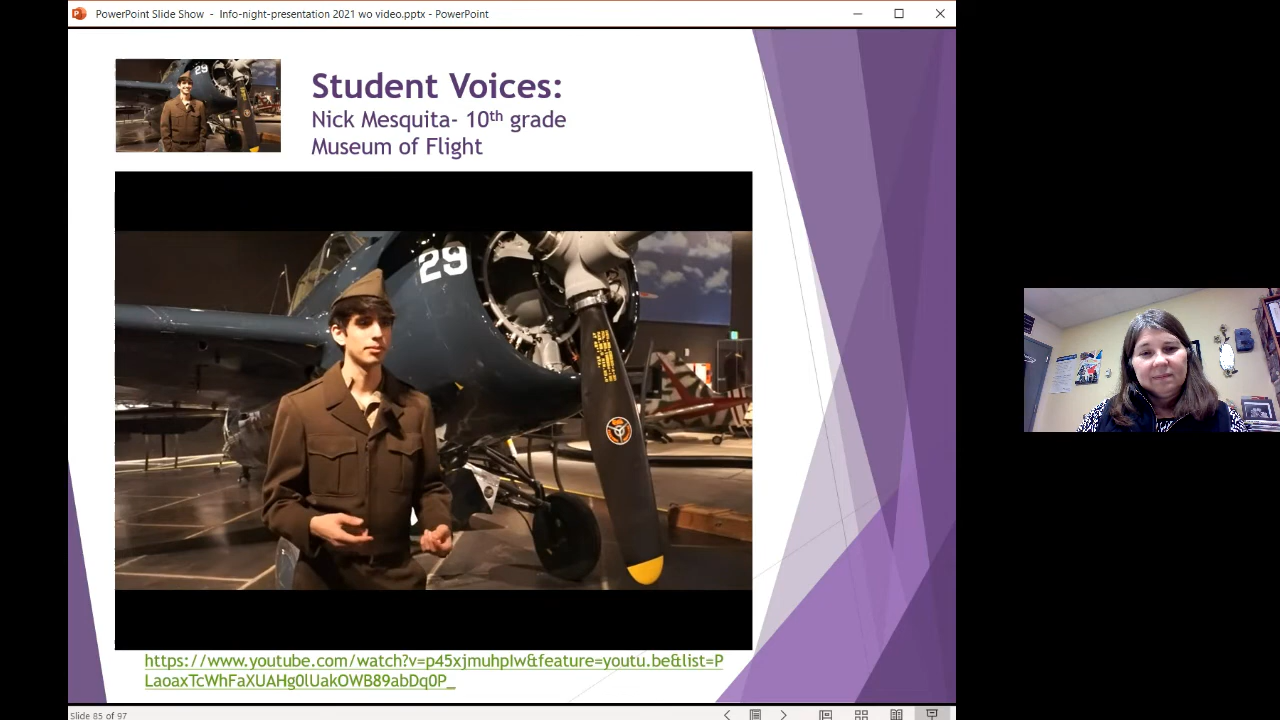 PowerPoint Slide Show - Info-night-presentation 2021 wo video.pptx - PowerPoint
29
Student Voices:
Nick Mesquita- 10th grade
Museum of Flight
29
https://www.youtube.com/watch?v=p45xjmuhpIw&feature=youtu.be&list=P
LaoaxTcWhFaXUAHg0lUakOWB89abDq0P_
Slide 85 of 97